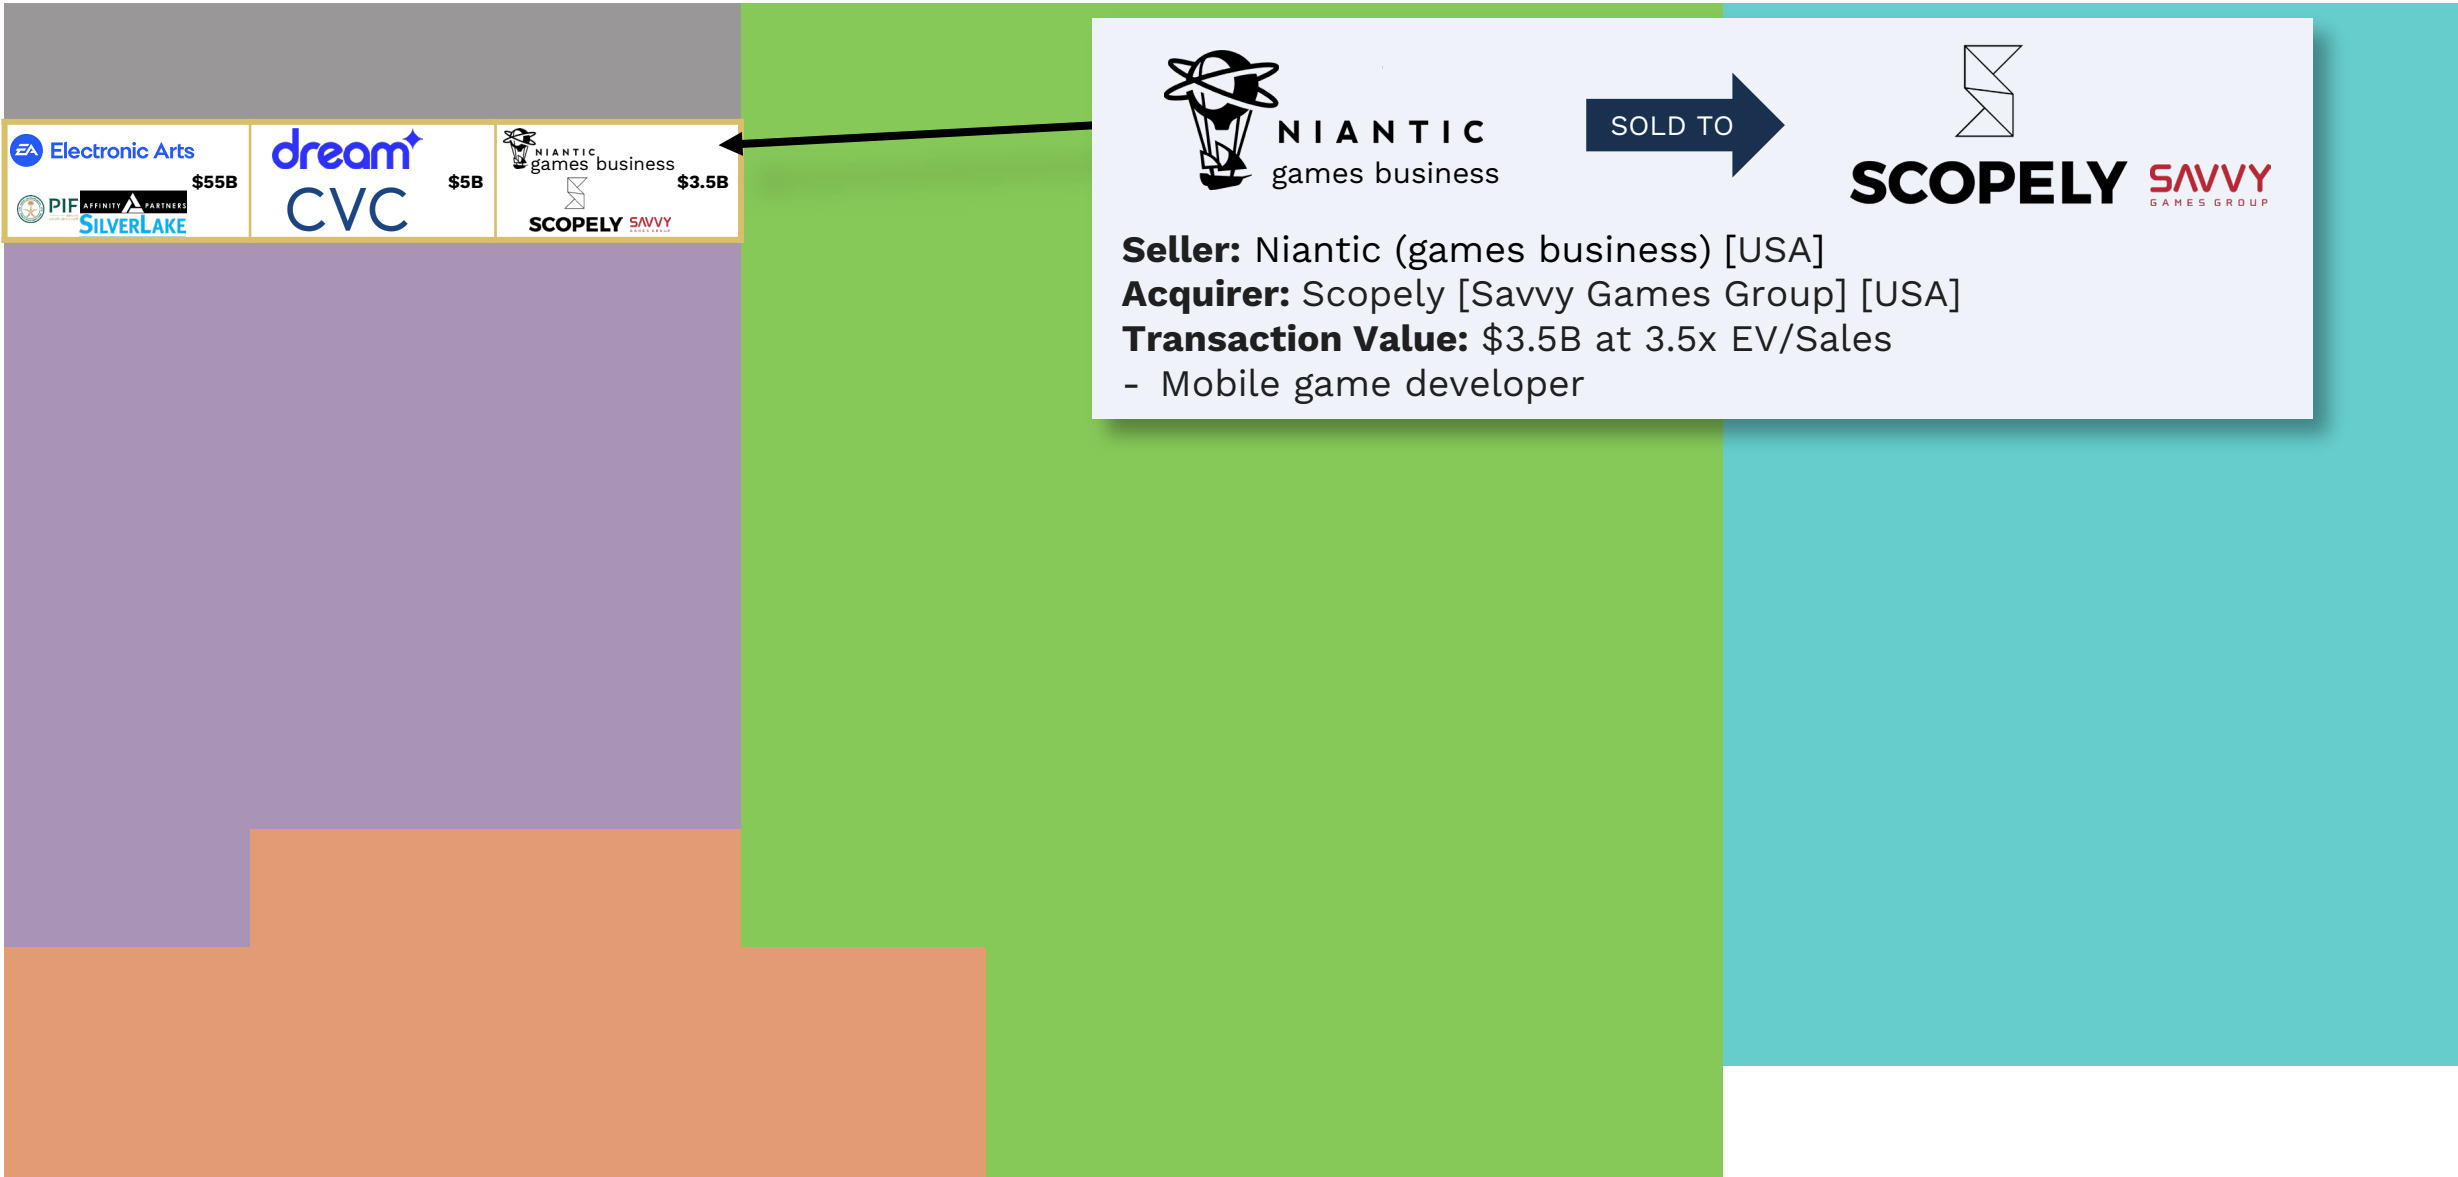 Electronic Arts
$55B
PIF
AFFINITY PARTNERS
SILVERLAKE
dream
$5B
CVC
NIANTIC
games business
$3.5B
SCOPELY SAVVY
GAMES GROUP
NIANTIC
games business
SOLD TO
SCOPELY SAVVY
GAMES GROUP
Seller: Niantic (games business) [USA]
Acquirer: Scopely [Savvy Games Group] [USA]
Transaction Value: $3.5B at 3.5x EV/Sales
- Mobile game developer